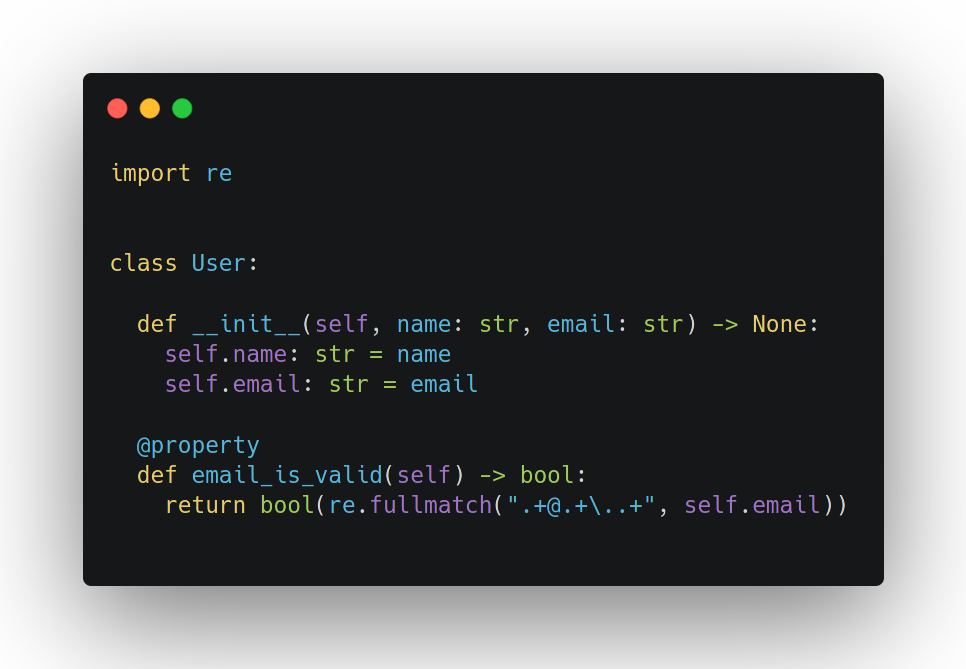 import re
class User:
def __init__(self, name: str, email: str) -> None:
self.name: str = name
self.email: str = email
@property
def email_is_valid(self) -> bool:
return bool(re.fullmatch(".+@.+\..+", self.email))